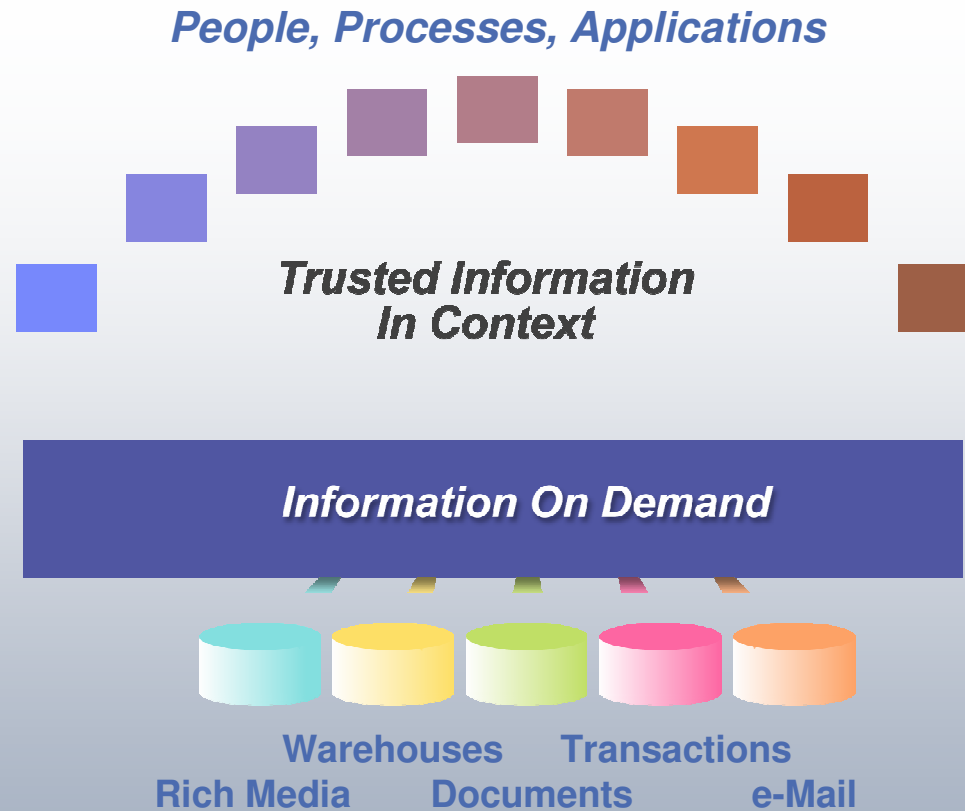 People, Processes, Applications
Trusted Information
In Context
Information On Demand
Warehouses Transactions
Rich Media Documents e-Mail